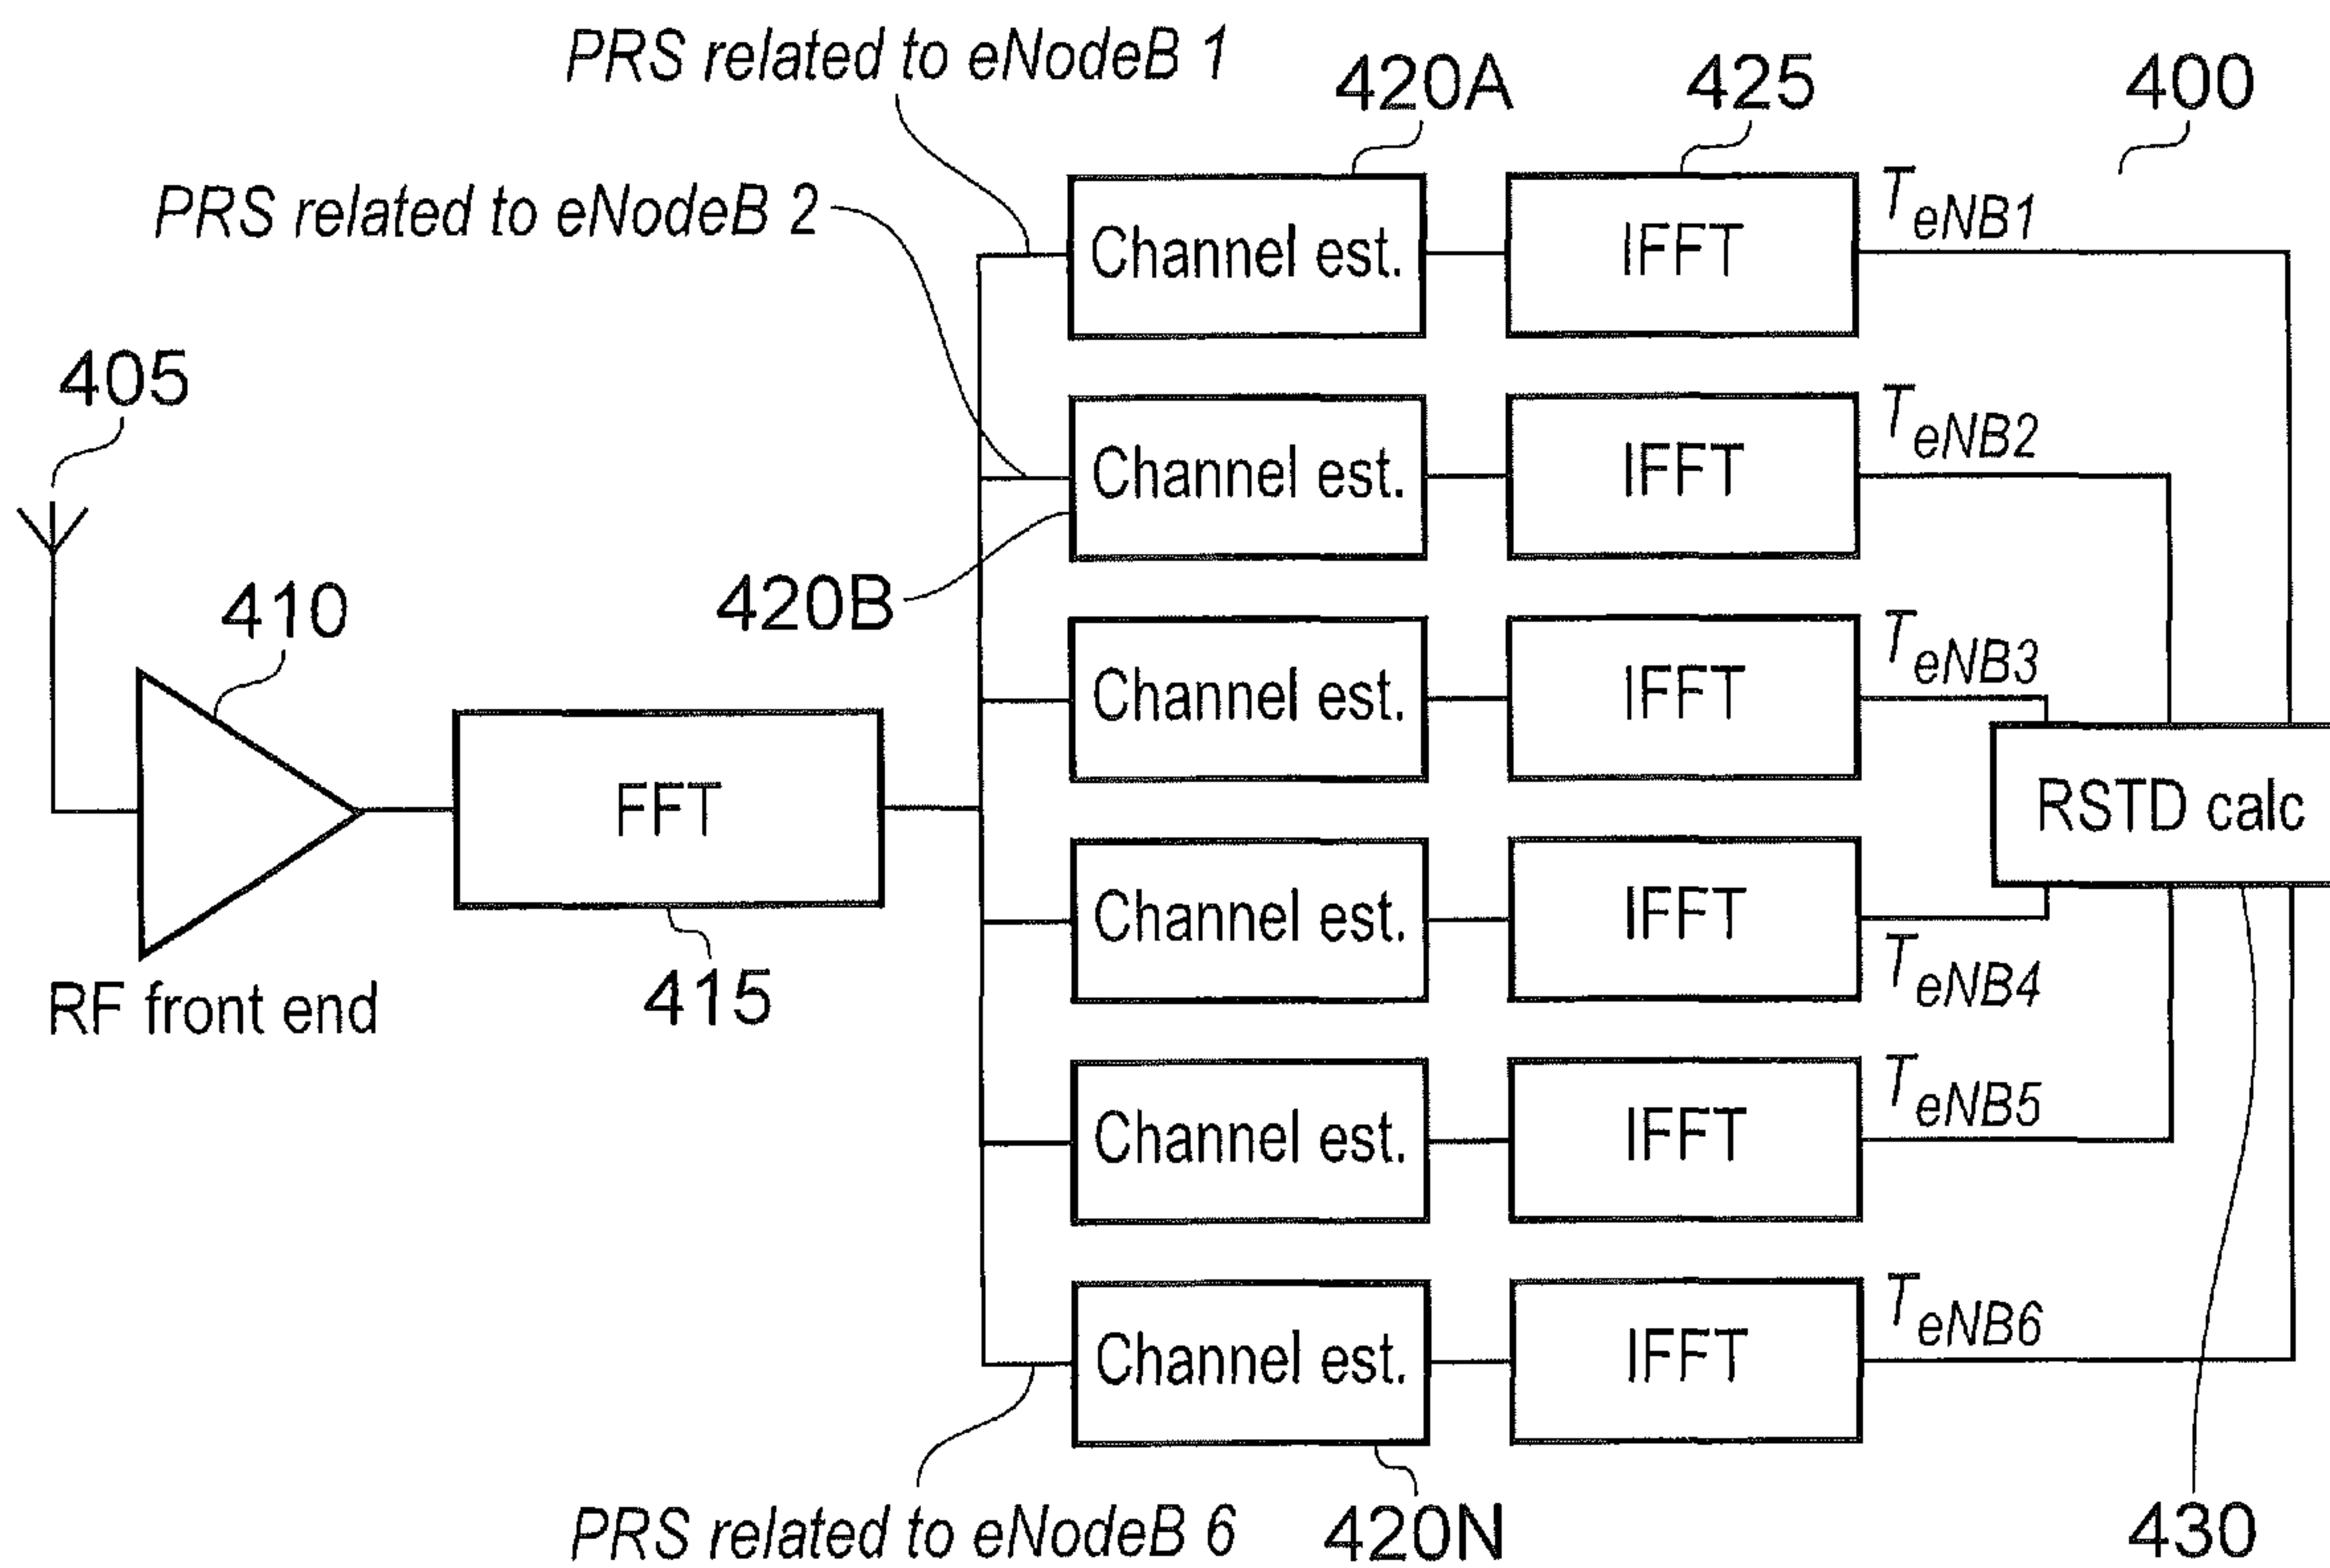 PRS related to eNodeB 1
420A
425
400
PRS related to eNodeB 2
Channel est.
IFFT
TeNB1
405
Channel est.
IFFT
TeNB2
410
420B
Channel est.
IFFT
TeNB3
FFT
RSTD calc
Channel est.
IFFT
TeNB4
RF front end
415
Channel est.
IFFT
TeNB5
Channel est.
IFFT
TeNB6
PRS related to eNodeB 6
420N
430